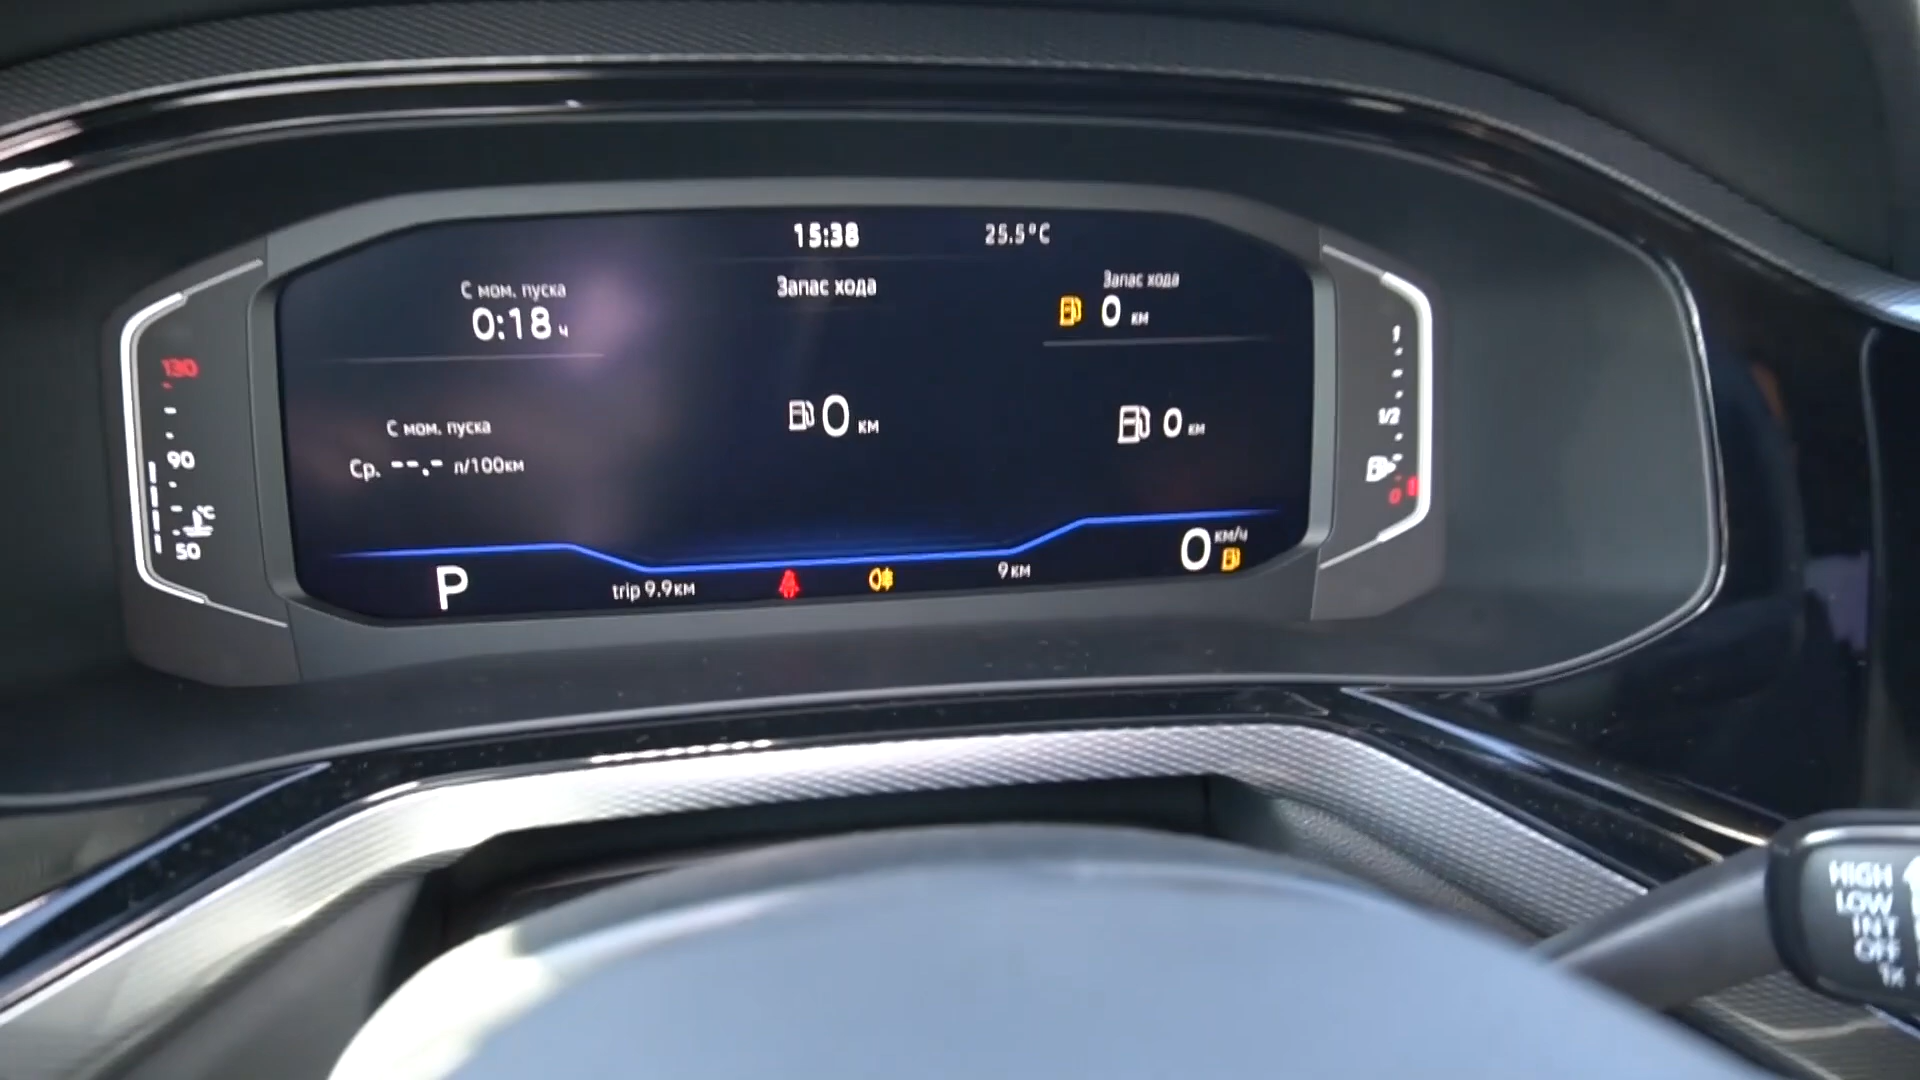 15:38
25.5°C
С мом. пуска
0:18 ч
Запас хода
Запас хода
0 км
С мом. пуска
Ср. --.- л/100км
0 км
0 км
130
90
°C
50
1
1/2
0
P
trip 9.9км
9 км
0 км/ч
HIGH
LOW
INT
OFF
1x